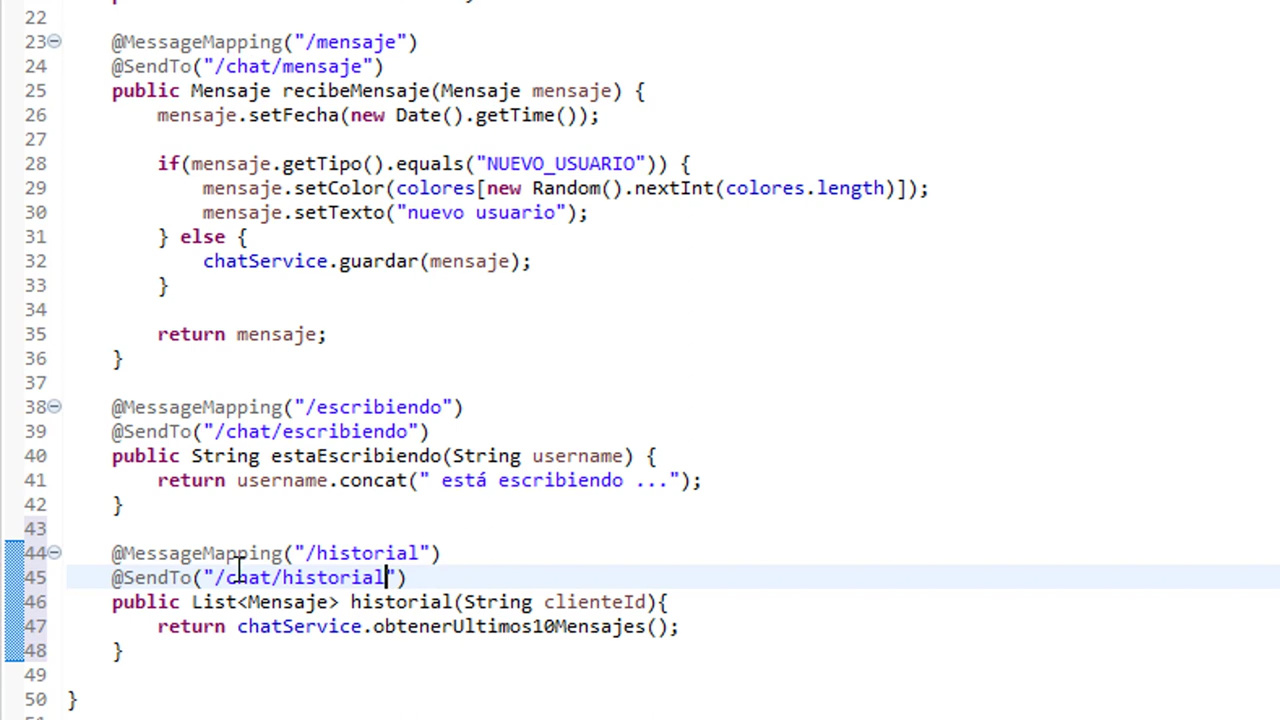 22
23 @MessageMapping("/mensaje")
24 @SendTo("/chat/mensaje")
25 public Mensaje recibeMensaje(Mensaje mensaje) {
26 mensaje.setFecha(new Date().getTime());
27
28 if(mensaje.getTipo().equals("NUEVO_USUARIO")) {
29 mensaje.setColor(colores[new Random().nextInt(colores.length)]);
30 mensaje.setTexto("nuevo usuario");
31 } else {
32 chatService.guardar(mensaje);
33 }
34
35 return mensaje;
36 }
37
38 @MessageMapping("/escribiendo")
39 @SendTo("/chat/escribiendo")
40 public String estaEscribiendo(String username) {
41 return username.concat(" está escribiendo ...");
42 }
43
44 @MessageMapping("/historial")
45 @SendTo("/chat/historial")
46 public List<Mensaje> historial(String clienteId){
47 return chatService.obtenerUltimos10Mensajes();
48 }
49
50 }